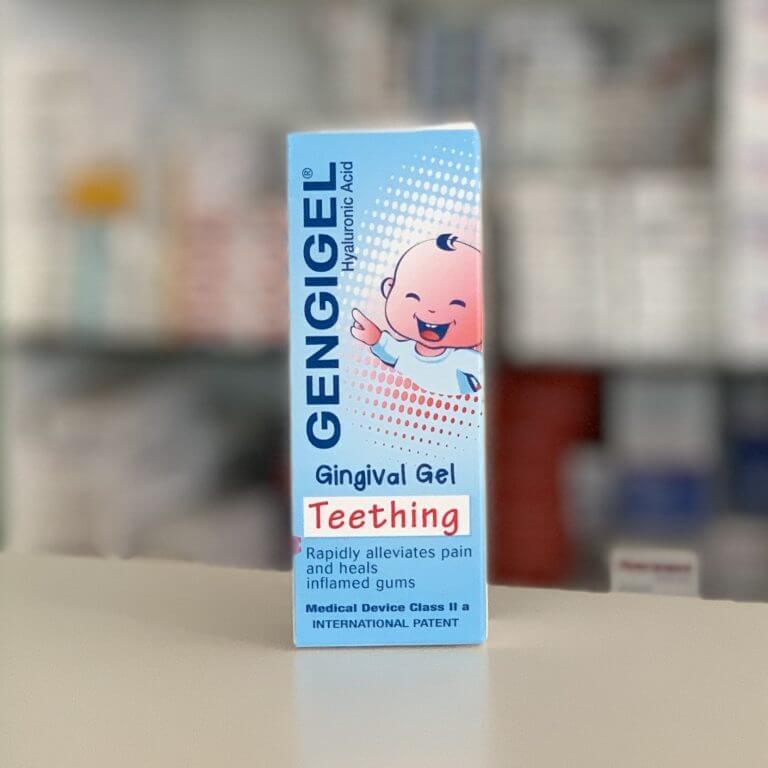 GENGIGEL®
Hyaluronic Acid
Gingival Gel
Teething
Rapidly alleviates pain
and heals
inflamed gums
Medical Device Class II a
INTERNATIONAL PATENT